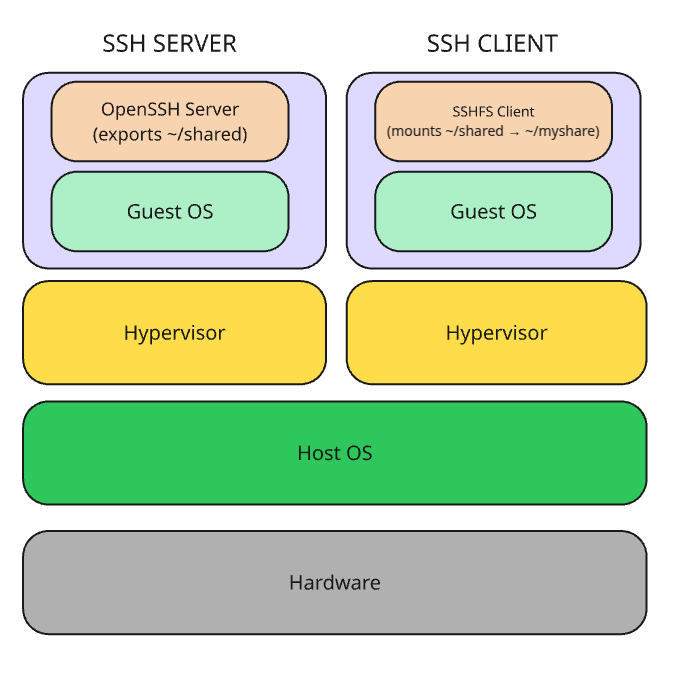 SSH SERVER
SSH CLIENT
OpenSSH Server
(exports ~/shared)
SSHFS Client
(mounts ~/shared → ~/myshare)
Guest OS
Guest OS
Hypervisor
Hypervisor
Host OS
Hardware